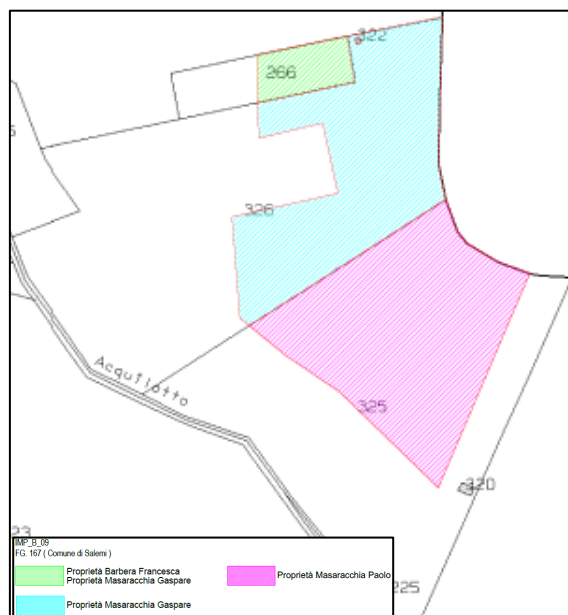 322
266
326
Acquflotto
325
320
23
225
IMP_B_09
FG. 167 ( Comune di Salemi )
Proprietà Barbera Francesca
Proprietà Masaracchia Gaspare
Proprietà Masaracchia Paolo
Proprietà Masaracchia Gaspare